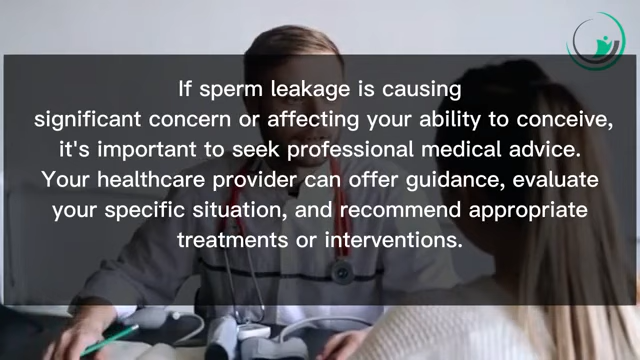 If sperm leakage is causing
significant concern or affecting your ability to conceive,
it's important to seek professional medical advice.
Your healthcare provider can offer guidance, evaluate
your specific situation, and recommend appropriate
treatments or interventions.